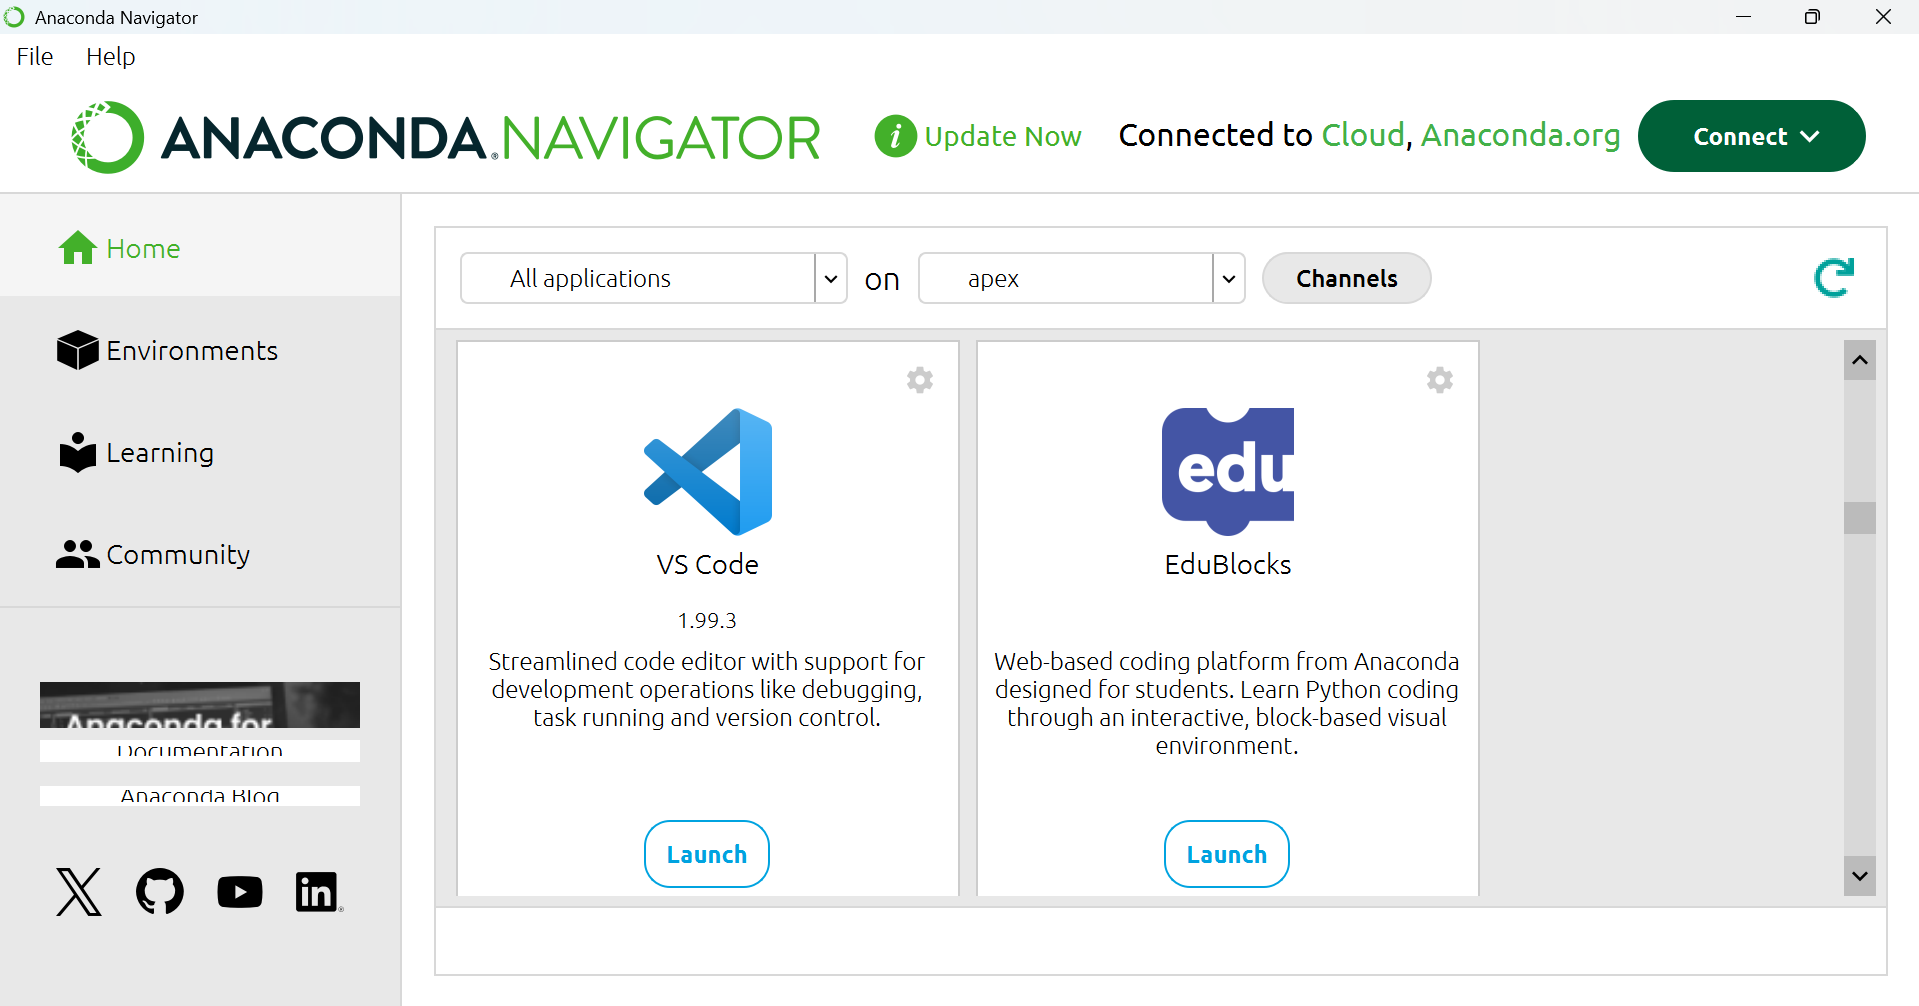 Anaconda Navigator
File Help
ANACONDA.NAVIGATOR
i Update Now Connected to Cloud, Anaconda.org Connect
Home
Environments
Learning
Community
Anaconda for
Documentation
Anaconda Blog
in
All applications on apex Channels
VS Code
1.99.3
Streamlined code editor with support for
development operations like debugging,
task running and version control.
Launch
edu
EduBlocks
Web-based coding platform from Anaconda
designed for students. Learn Python coding
through an interactive, block-based visual
environment.
Launch